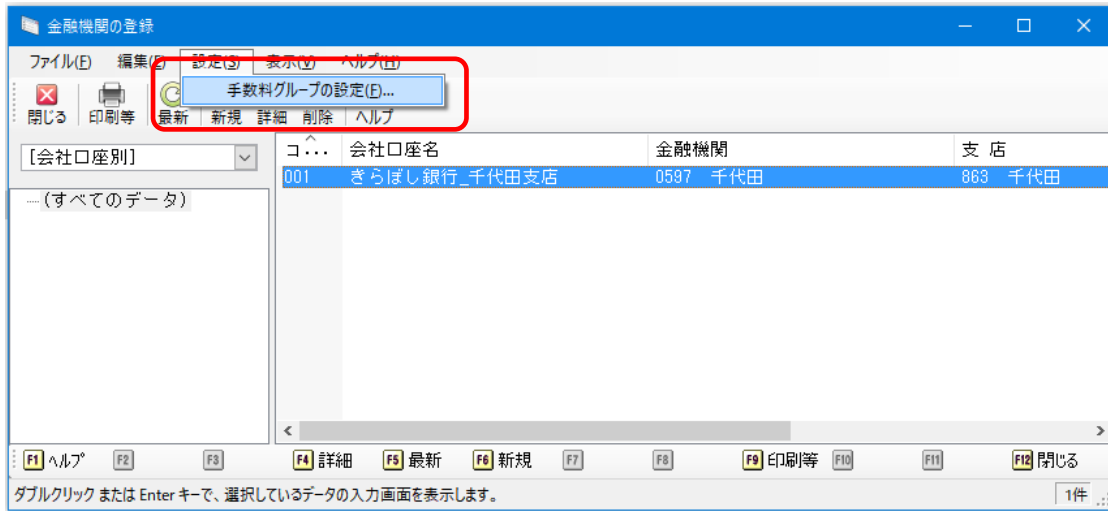 金融機関の登録
ファイル(F) 編集(E) 設定(S) 表示(V) ヘルプ(H)
手数料グループの設定(F)...
閉じる 印刷等 最新 新規 詳細 削除 ヘルプ
[会社口座別]
コ... 会社口座名 金融機関 支 店
001 きらぼし銀行_千代田支店 0597 千代田 863 千代田
(すべてのデータ)
F1 ヘルプ F2 F3 F4 詳細 F5 最新 F6 新規 F7 F8 F9 印刷等 F10 F11 F12 閉じる
ダブルクリック または Enter キーで、選択しているデータの入力画面を表示します。 1件